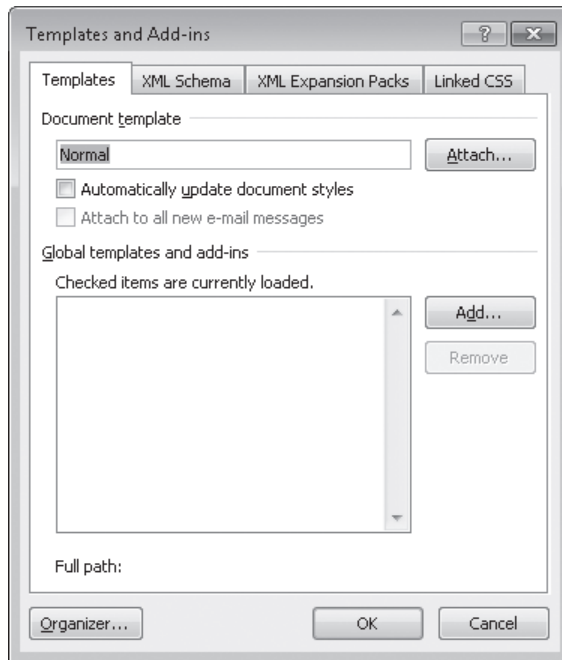 Templates and Add-ins
Templates XML Schema XML Expansion Packs Linked CSS
Document template
Normal Attach...
Automatically update document styles
Attach to all new e-mail messages
Global templates and add-ins
Checked items are currently loaded.
Add...
Remove
Full path:
Organizer... OK Cancel